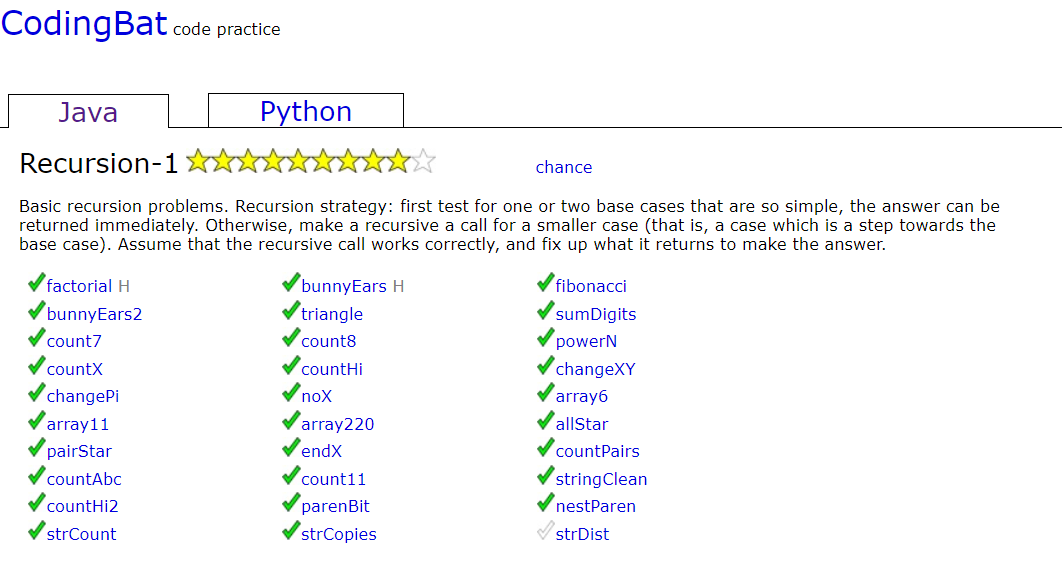 CodingBat code practice
Java Python
Recursion-1 chance
Basic recursion problems. Recursion strategy: first test for one or two base cases that are so simple, the answer can be
returned immediately. Otherwise, make a recursive a call for a smaller case (that is, a case which is a step towards the
base case). Assume that the recursive call works correctly, and fix up what it returns to make the answer.
factorial H bunnyEars H fibonacci
bunnyEars2 triangle sumDigits
count7 count8 powerN
countX countHi changeXY
changePi noX array6
array11 array220 allStar
pairStar endX countPairs
countAbc count11 stringClean
countHi2 parenBit nestParen
strCount strCopies strDist